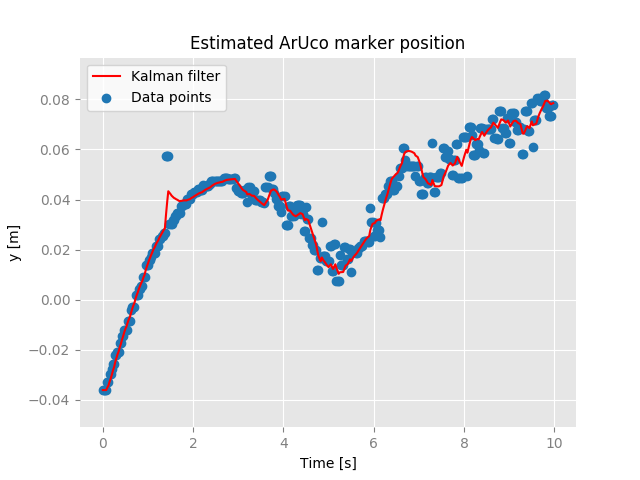 Estimated ArUco marker position
Kalman filter
Data points
0.08
0.06
0.04
0.02
0.00
−0.02
−0.04
y [m]
0 2 4 6 8 10
Time [s]